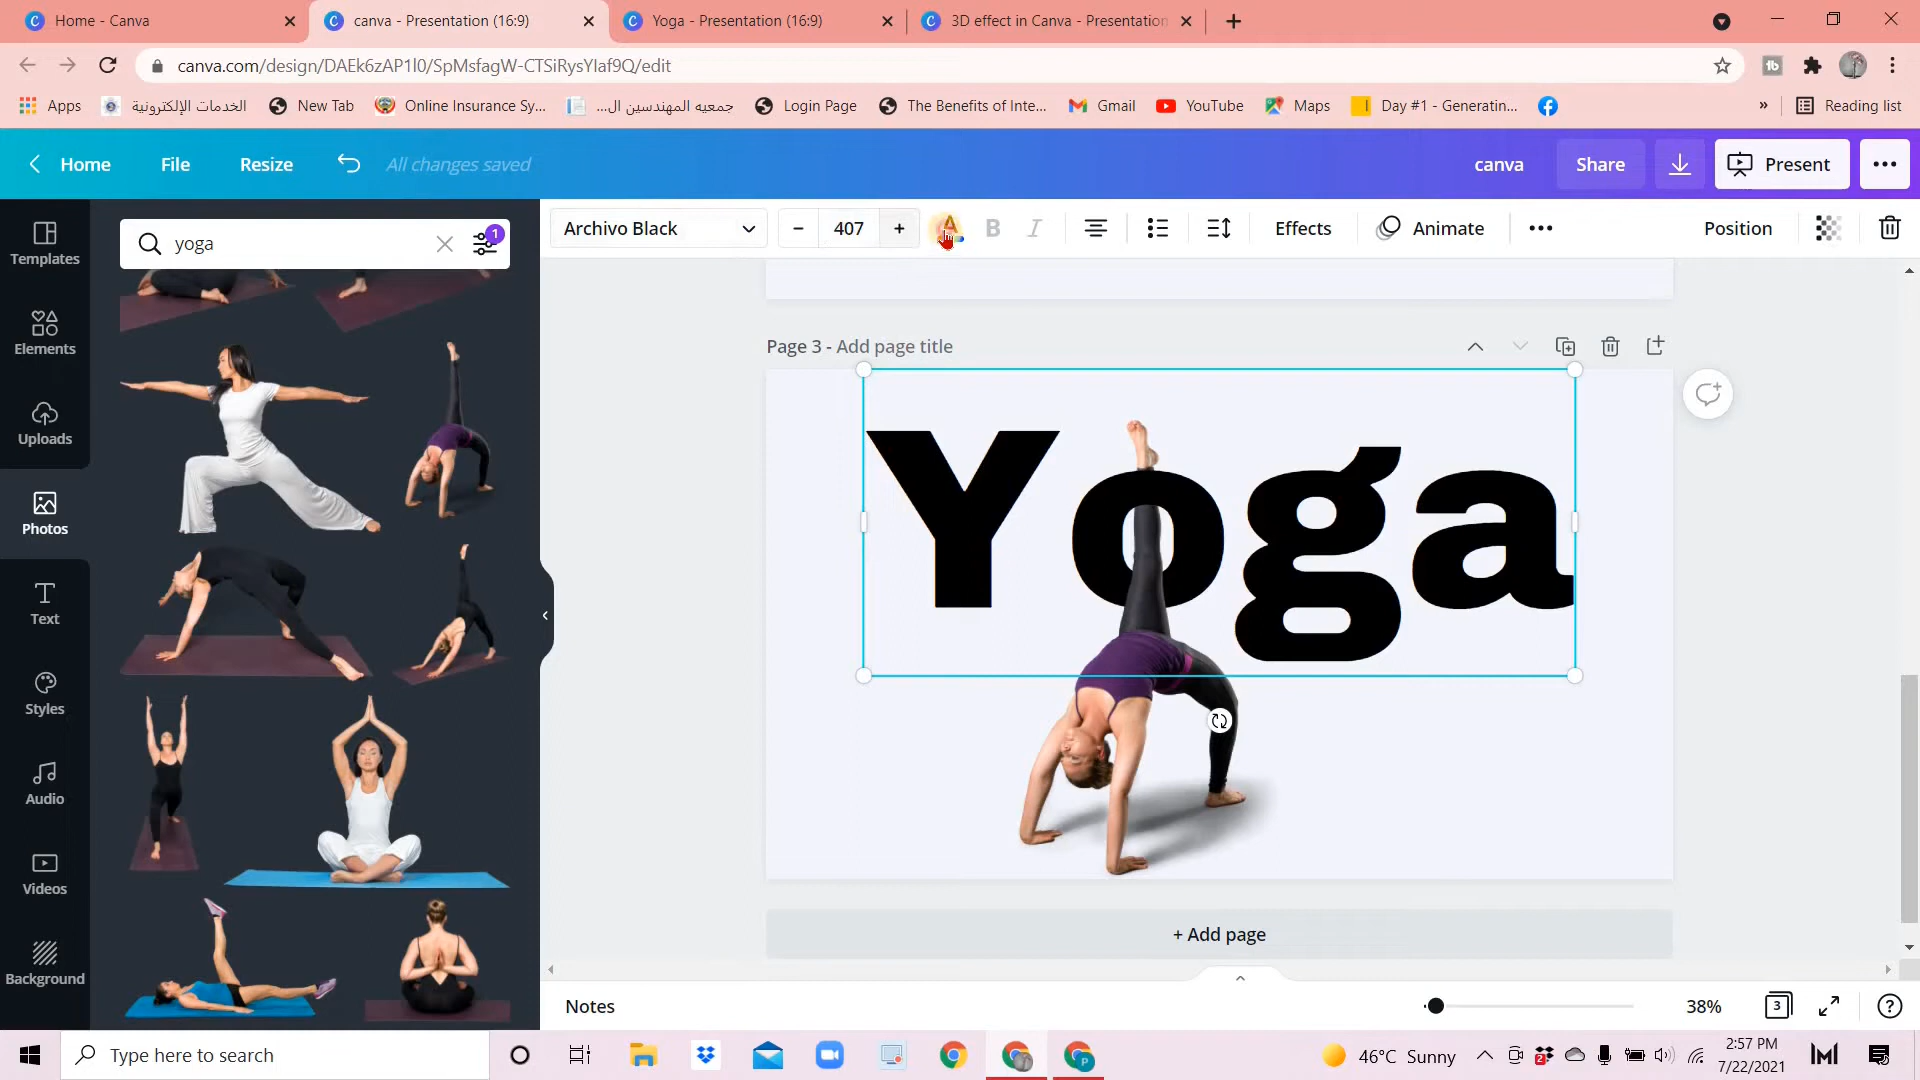 Home - Canva
canva - Presentation (16:9)
Yoga - Presentation (16:9)
3D effect in Canva - Presentation
canva.com/design/DAEk6zAP1l0/SpMsfagW-CTSiRysYIaf9Q/edit
Apps
الخدمات الإلكترونية
New Tab
Online Insurance Sy...
جمعيه المهندسين ال...
Login Page
The Benefits of Inte...
Gmail
YouTube
Maps
Day #1 - Generatin...
»
Reading list
Home
File
Resize
All changes saved
canva
Share
Present
Templates
Elements
Uploads
Photos
Text
Styles
Audio
Videos
Background
yoga
1
Archivo Black
407
B
I
Effects
Animate
Position
Page 3 - Add page title
Yoga
+ Add page
Notes
38%
3
Type here to search
46°C Sunny
2:57 PM
7/22/2021